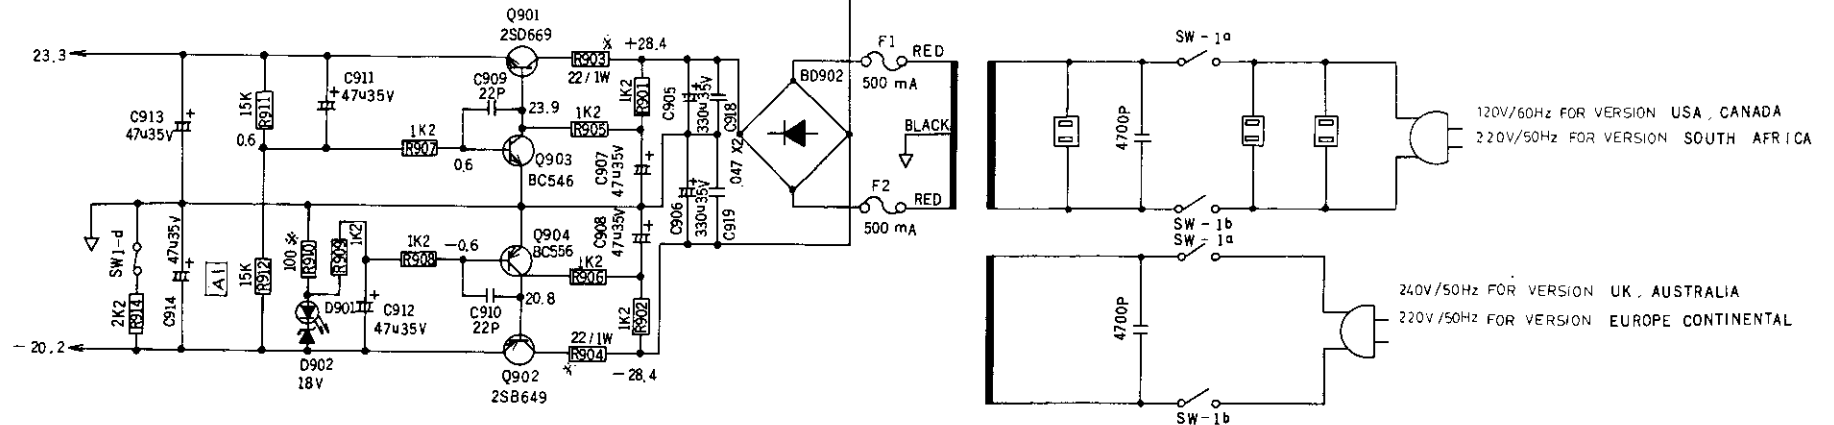 Q901
2SD669
23.3
C913
47u35V
15K
R911
0.6
C911
47u35V
C909
22P
23.9
1K2
R907
0.6
Q903
BC546
* +28.4
R903
22/1W
1K2
R901
1K2
R905
C907
47u35V
C905
330u35V
C918
.047 X2
BD902
F1
500 mA
RED
BLACK
F2
500 mA
RED
SW-1a
4700P
SW-1b
120V/60Hz FOR VERSION USA, CANADA
220V/50Hz FOR VERSION SOUTH AFRICA
SW1-d
2K2
R914
47u35V
C914
A1
15K
R912
100 *
R910
R909
1K2
D901
D902
18V
C912
47u35V
1K2
R908
-0.6
C910
22P
Q904
BC556
20.8
1K2
R906
C908
47u35V
C906
330u35V
C919
1K2
R902
22/1W
R904
*
-28.4
-20.2
Q902
2SB649
SW-1a
4700P
SW-1b
240V/50Hz FOR VERSION UK, AUSTRALIA
220V/50Hz FOR VERSION EUROPE CONTINENTAL